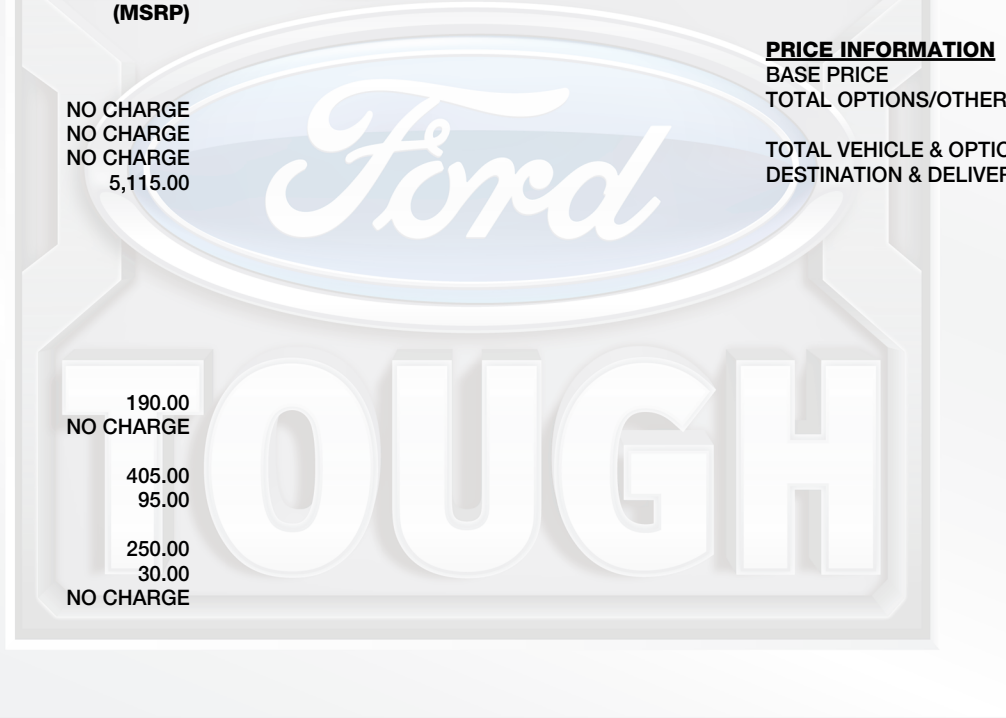 (MSRP)
NO CHARGE
NO CHARGE
NO CHARGE
5,115.00
190.00
NO CHARGE
405.00
95.00
250.00
30.00
NO CHARGE
PRICE INFORMATION
BASE PRICE
TOTAL OPTIONS/OTHER
TOTAL VEHICLE & OPTIO
DESTINATION & DELIVER
Ford
TOUGH